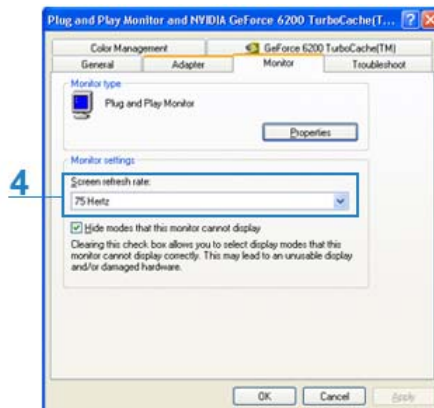 Plug and Play Monitor and NVIDIA GeForce 6200 TurboCache(T...
Color Management
GeForce 6200 TurboCache(TM)
General
Adapter
Monitor
Troubleshoot
Monitor type
Plug and Play Monitor
Properties
Monitor settings
4
Screen refresh rate:
75 Hertz
Hide modes that this monitor cannot display
Clearing this check box allows you to select display modes that this
monitor cannot display correctly. This may lead to an unusable display
and/or damaged hardware.
OK
Cancel
Apply